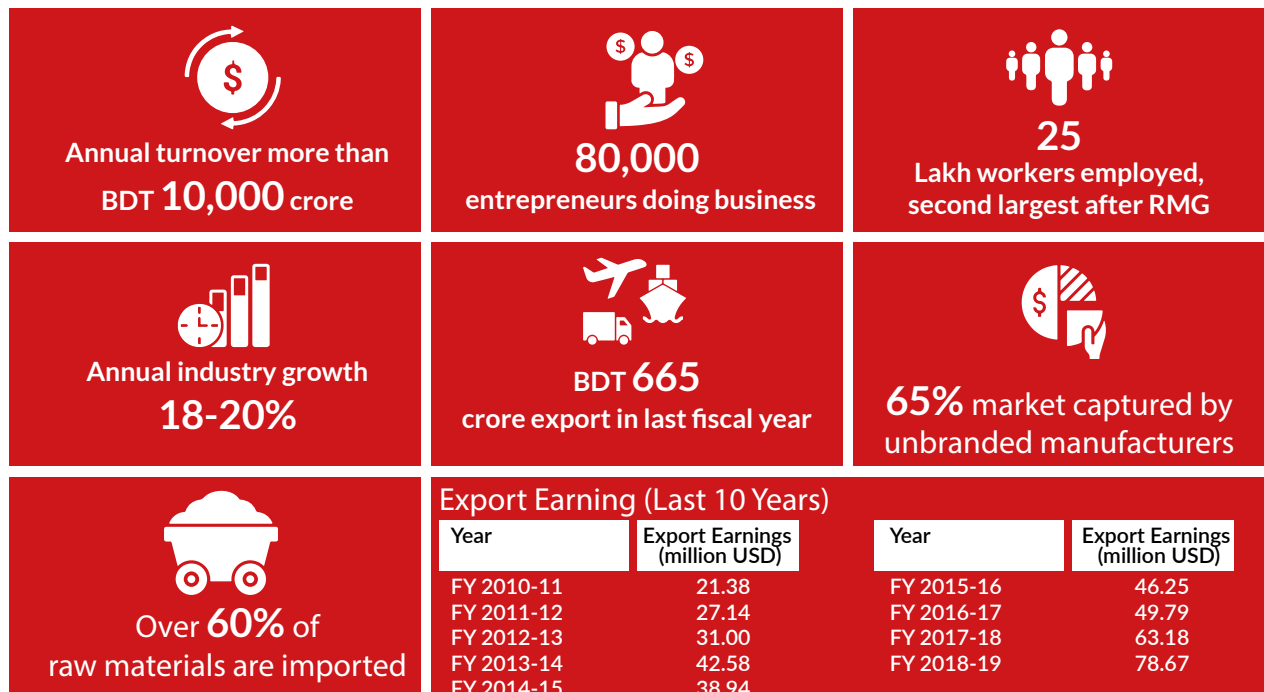 $
Annual turnover more than
BDT 10,000 crore
$
$
80,000
entrepreneurs doing business
25
Lakh workers employed,
second largest after RMG
Annual industry growth
18-20%
BDT 665
crore export in last fiscal year
$
65% market captured by
unbranded manufacturers
Over 60% of
raw materials are imported
Export Earning (Last 10 Years)
Year Export Earnings
(million USD)
FY 2010-11 21.38
FY 2011-12 27.14
FY 2012-13 31.00
FY 2013-14 42.58
FY 2014-15 38.94
Year Export Earnings
(million USD)
FY 2015-16 46.25
FY 2016-17 49.79
FY 2017-18 63.18
FY 2018-19 78.67